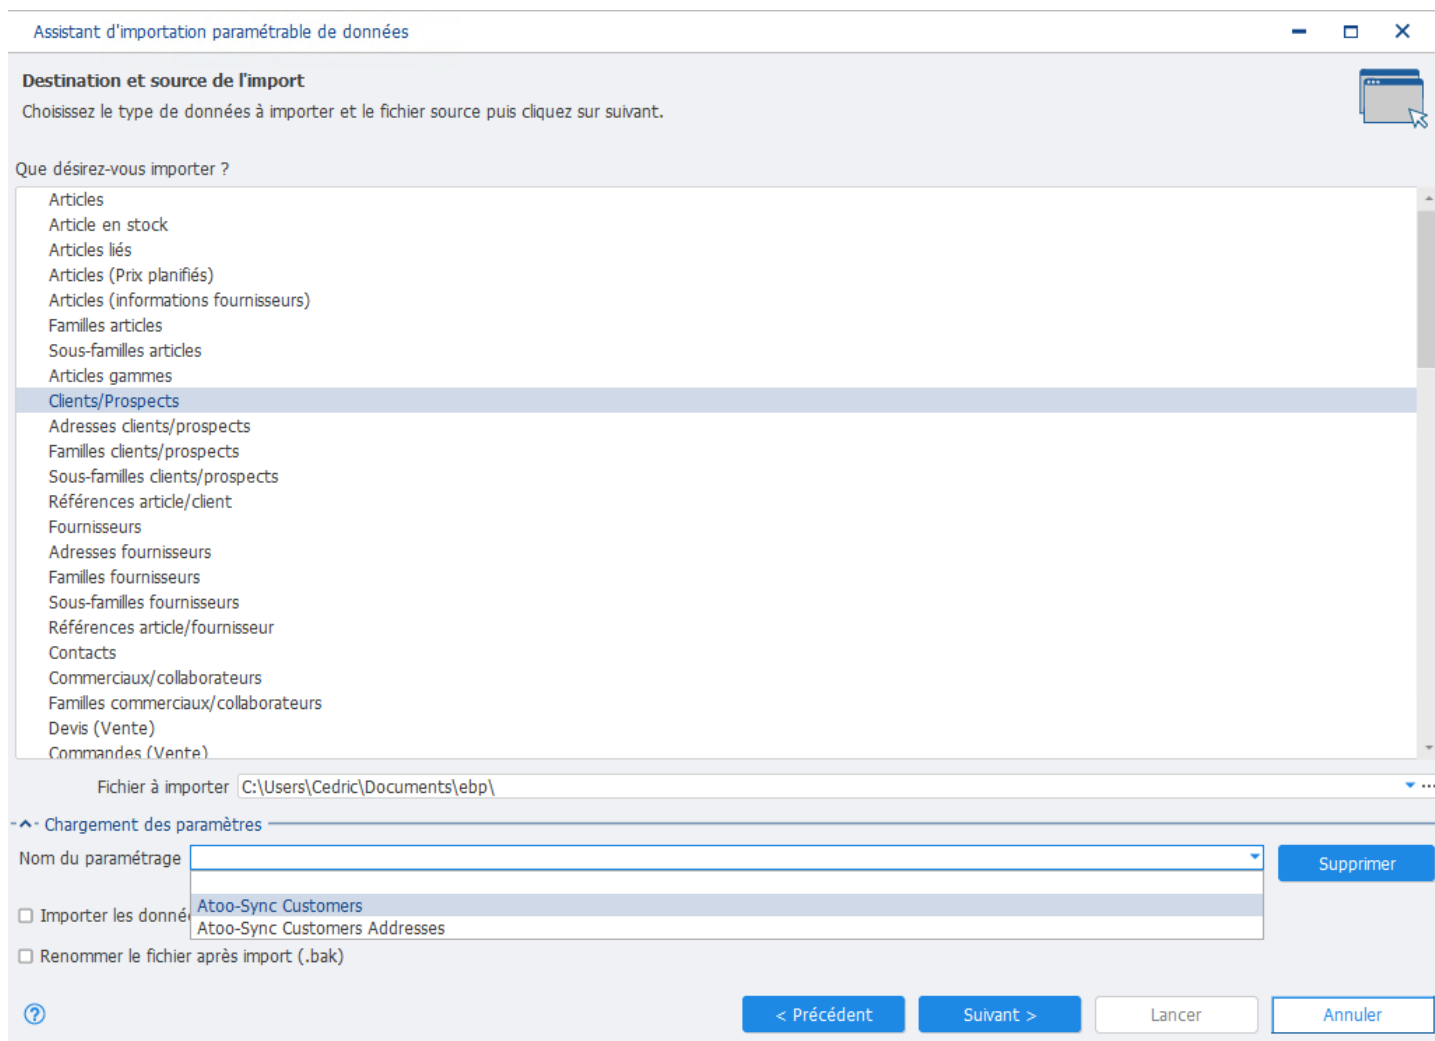 Assistant d'importation paramétrable de données
Destination et source de l'import
Choisissez le type de données à importer et le fichier source puis cliquez sur suivant.
Que désirez-vous importer ?
Articles
Article en stock
Articles liés
Articles (Prix planifiés)
Articles (informations fournisseurs)
Familles articles
Sous-familles articles
Articles gammes
Clients/Prospects
Adresses clients/prospects
Familles clients/prospects
Sous-familles clients/prospects
Références article/client
Fournisseurs
Adresses fournisseurs
Familles fournisseurs
Sous-familles fournisseurs
Références article/fournisseur
Contacts
Commerciaux/collaborateurs
Familles commerciaux/collaborateurs
Devis (Vente)
Commandes (Vente)
Fichier à importer C:\Users\Cedric\Documents\ebp\
Chargement des paramètres
Nom du paramétrage
Supprimer
Atoo-Sync Customers
Importer les donné
Atoo-Sync Customers Addresses
Renommer le fichier après import (.bak)
< Précédent Suivant > Lancer Annuler